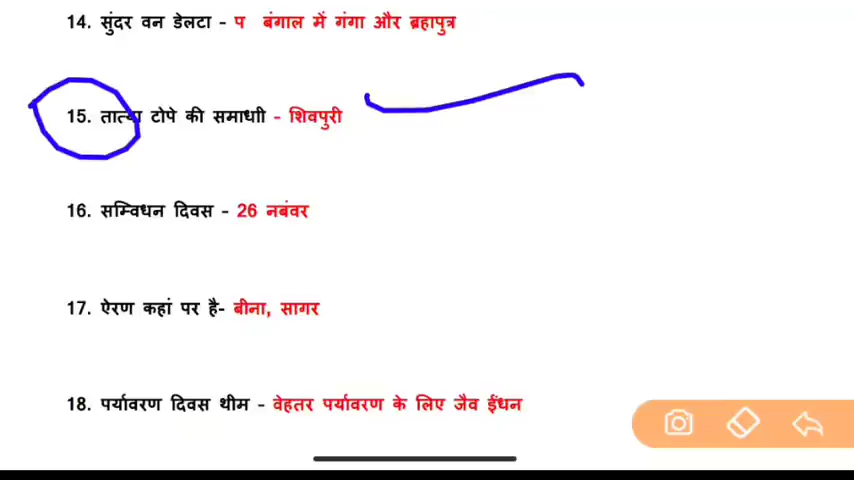 14. सुंदर वन डेलटा - प बंगाल में गंगा और ब्रहापुत्र
15. तात्या टोपे की समाधाी - शिवपुरी
16. सम्विधन दिवस - 26 नबंवर
17. ऐरण कहां पर है- बीना, सागर
18. पर्यावरण दिवस थीम - वेहतर पर्यावरण के लिए जैव ईंधन